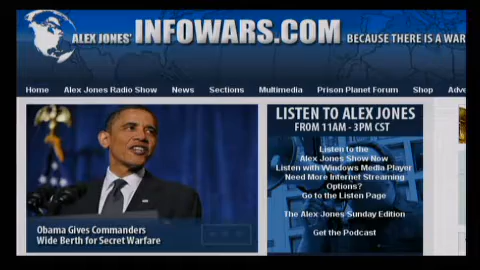 ALEX JONES' INFOWARS.COM BECAUSE THERE IS A WAR
Home Alex Jones Radio Show News Sections Multimedia Prison Planet Forum Shop Adve
LISTEN TO ALEX JONES
FROM 11AM - 3PM CST
Listen to the
Alex Jones Show Now
Listen with Windows Media Player
Need More Internet Streaming
Options?
Go to the Listen Page
The Alex Jones Sunday Edition
Get the Podcast
Obama Gives Commanders
Wide Berth for Secret Warfare